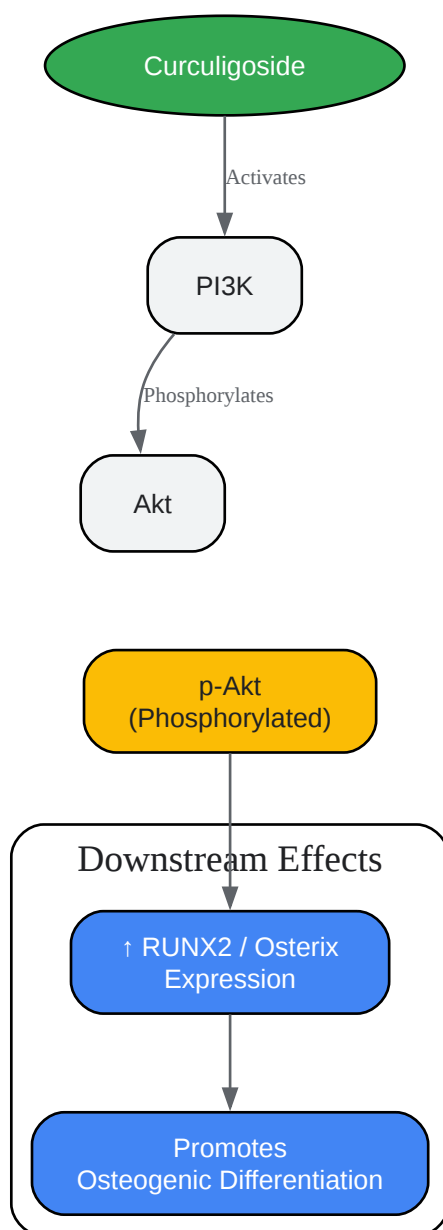 Curculigoside
Activates
PI3K
Phosphorylates
Akt
p-Akt
(Phosphorylated)
Downstream Effects
↑ RUNX2 / Osterix
Expression
Promotes
Osteogenic Differentiation